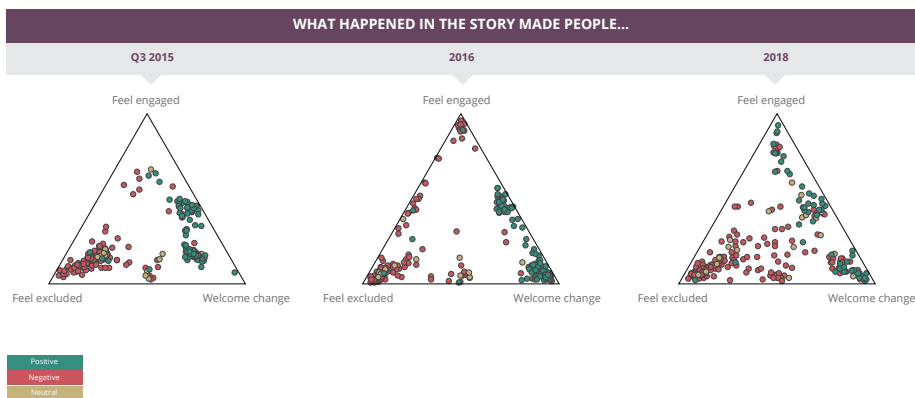 WHAT HAPPENED IN THE STORY MADE PEOPLE...
Q3 2015
2016
2018
Feel engaged
Feel engaged
Feel engaged
Feel excluded
Welcome change
Feel excluded
Welcome change
Feel excluded
Welcome change
Positive
Negative
Neutral